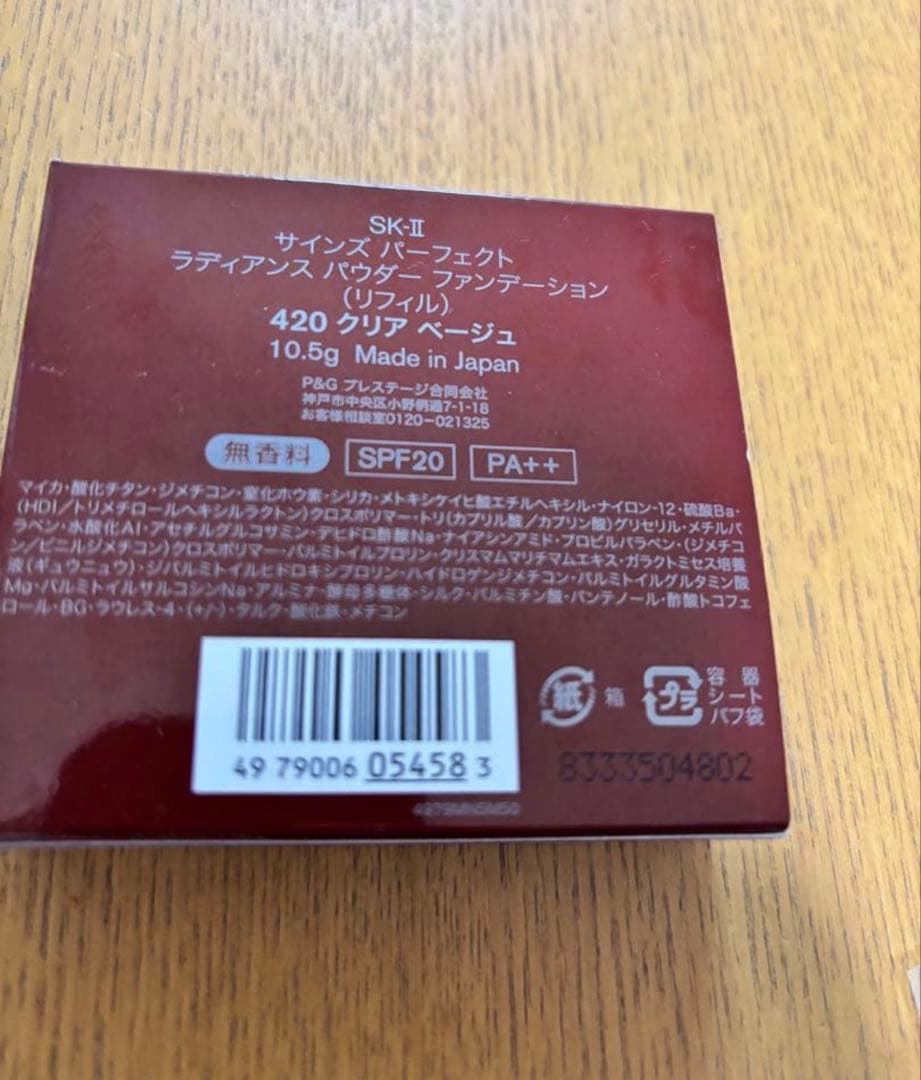 SK-II
サインズ パーフェクト
ラディアンス パウダー ファンデーション
(リフィル)
420 クリア ベージュ
10.5g Made in Japan
P&G プレステージ合同会社
神戸市中央区小野柄通7-1-18
お客様相談室0120-021325
無香料 SPF20 PA++
マイカ・酸化チタン・ジメチコン・窒化ホウ素・シリカ・メトキシケイヒ酸エチルヘキシル・ナイロン-12・硫酸Ba・
(HDI/トリメチロールヘキシルラクトン)クロスポリマー・トリ(カプリル酸/カプリン酸)グリセリル・メチルパ
ラベン・水酸化Al・アセチルグルコサミン・デヒドロ酢酸Na・ナイアシンアミド・プロピルパラベン・(ジメチコ
ン/ビニルジメチコン)クロスポリマー・パルミトイルプロリン・クリスマムマリチマムエキス・ガラクトミセス培養
液(ギュウニュウ)・ジパルミトイルヒドロキシプロリン・ハイドロゲンジメチコン・パルミトイルグルタミン酸
Mg・パルミトイルサルコシンNa・アルミナ・酵母多糖体・シルク・パルミチン酸・パンテノール・酢酸トコフェ
ロール・BG・ラウレス-4・(+/-)・タルク・酸化鉄・メチコン
紙 箱 プラ 容器
シート
パフ袋
49 79006 05458 3
8333504802